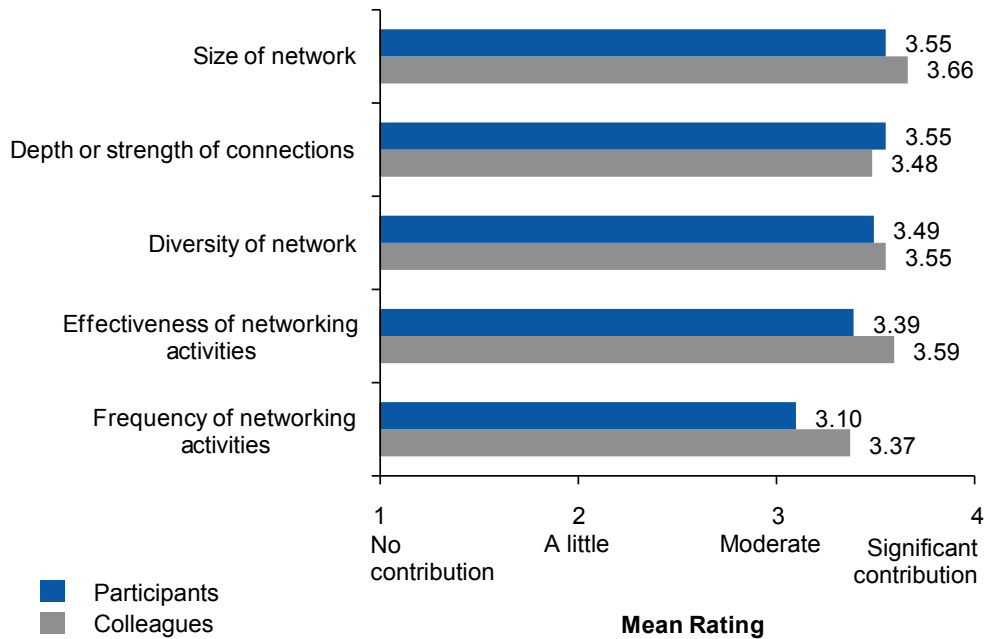 Size of network
3.55
3.66
Depth or strength of connections
3.55
3.48
Diversity of network
3.49
3.55
Effectiveness of networking
activities
3.39
3.59
Frequency of networking
activities
3.10
3.37
1 2 3 4
No
contribution
A little
Moderate
Significant
contribution
Participants
Colleagues
Mean Rating